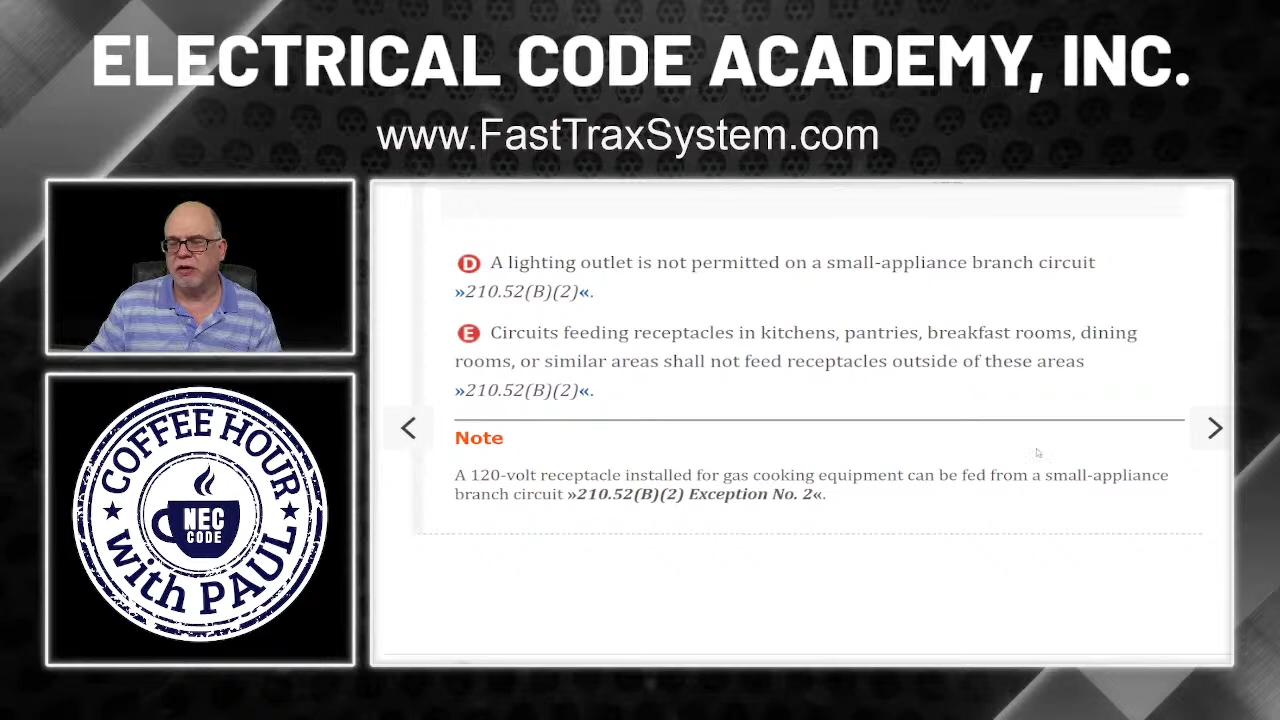 ELECTRICAL CODE ACADEMY, INC.
www.FastTraxSystem.com
D A lighting outlet is not permitted on a small-appliance branch circuit
»210.52(B)(2)«.
E Circuits feeding receptacles in kitchens, pantries, breakfast rooms, dining
rooms, or similar areas shall not feed receptacles outside of these areas
»210.52(B)(2)«.
Note
A 120-volt receptacle installed for gas cooking equipment can be fed from a small-appliance
branch circuit »210.52(B)(2) Exception No. 2«.
COFFEE HOUR
NEC
CODE
with PAUL